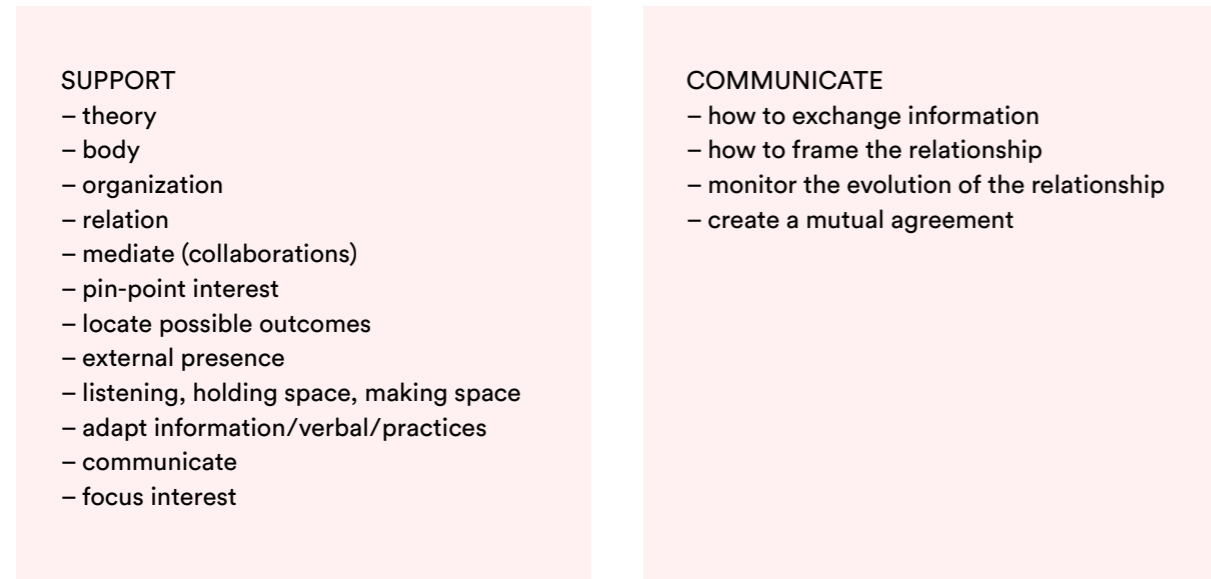 SUPPORT
– theory
– body
– organization
– relation
– mediate (collaborations)
– pin-point interest
– locate possible outcomes
– external presence
– listening, holding space, making space
– adapt information/verbal/practices
– communicate
– focus interest
COMMUNICATE
– how to exchange information
– how to frame the relationship
– monitor the evolution of the relationship
– create a mutual agreement